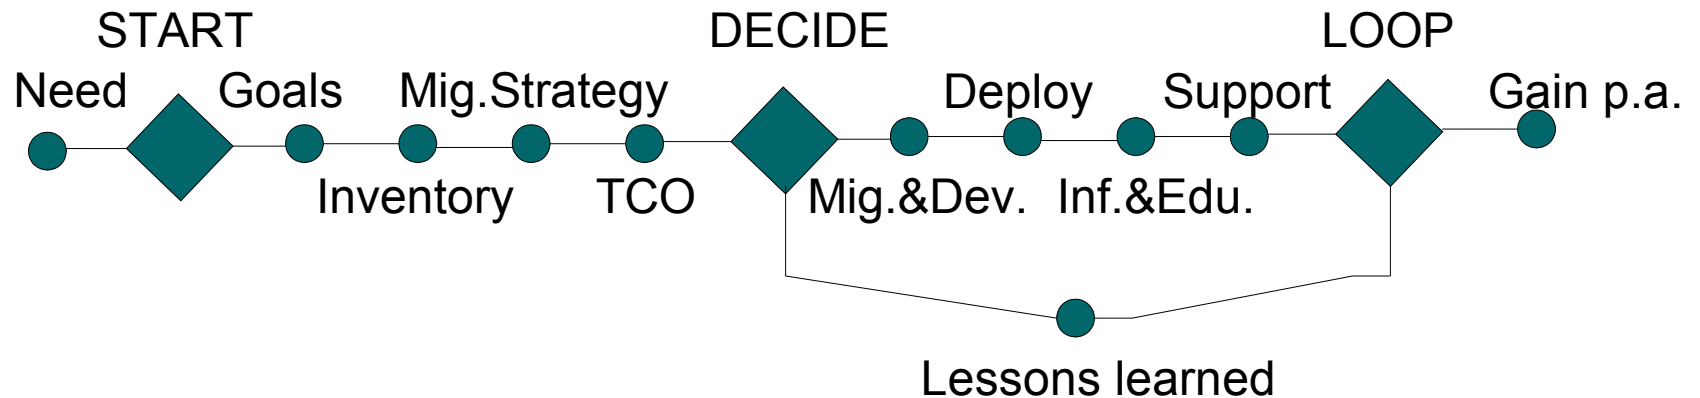 START DECIDE LOOP
Need Goals Mig.Strategy Deploy Support Gain p.a.
Inventory TCO Mig.&Dev. Inf.&Edu.
Lessons learned